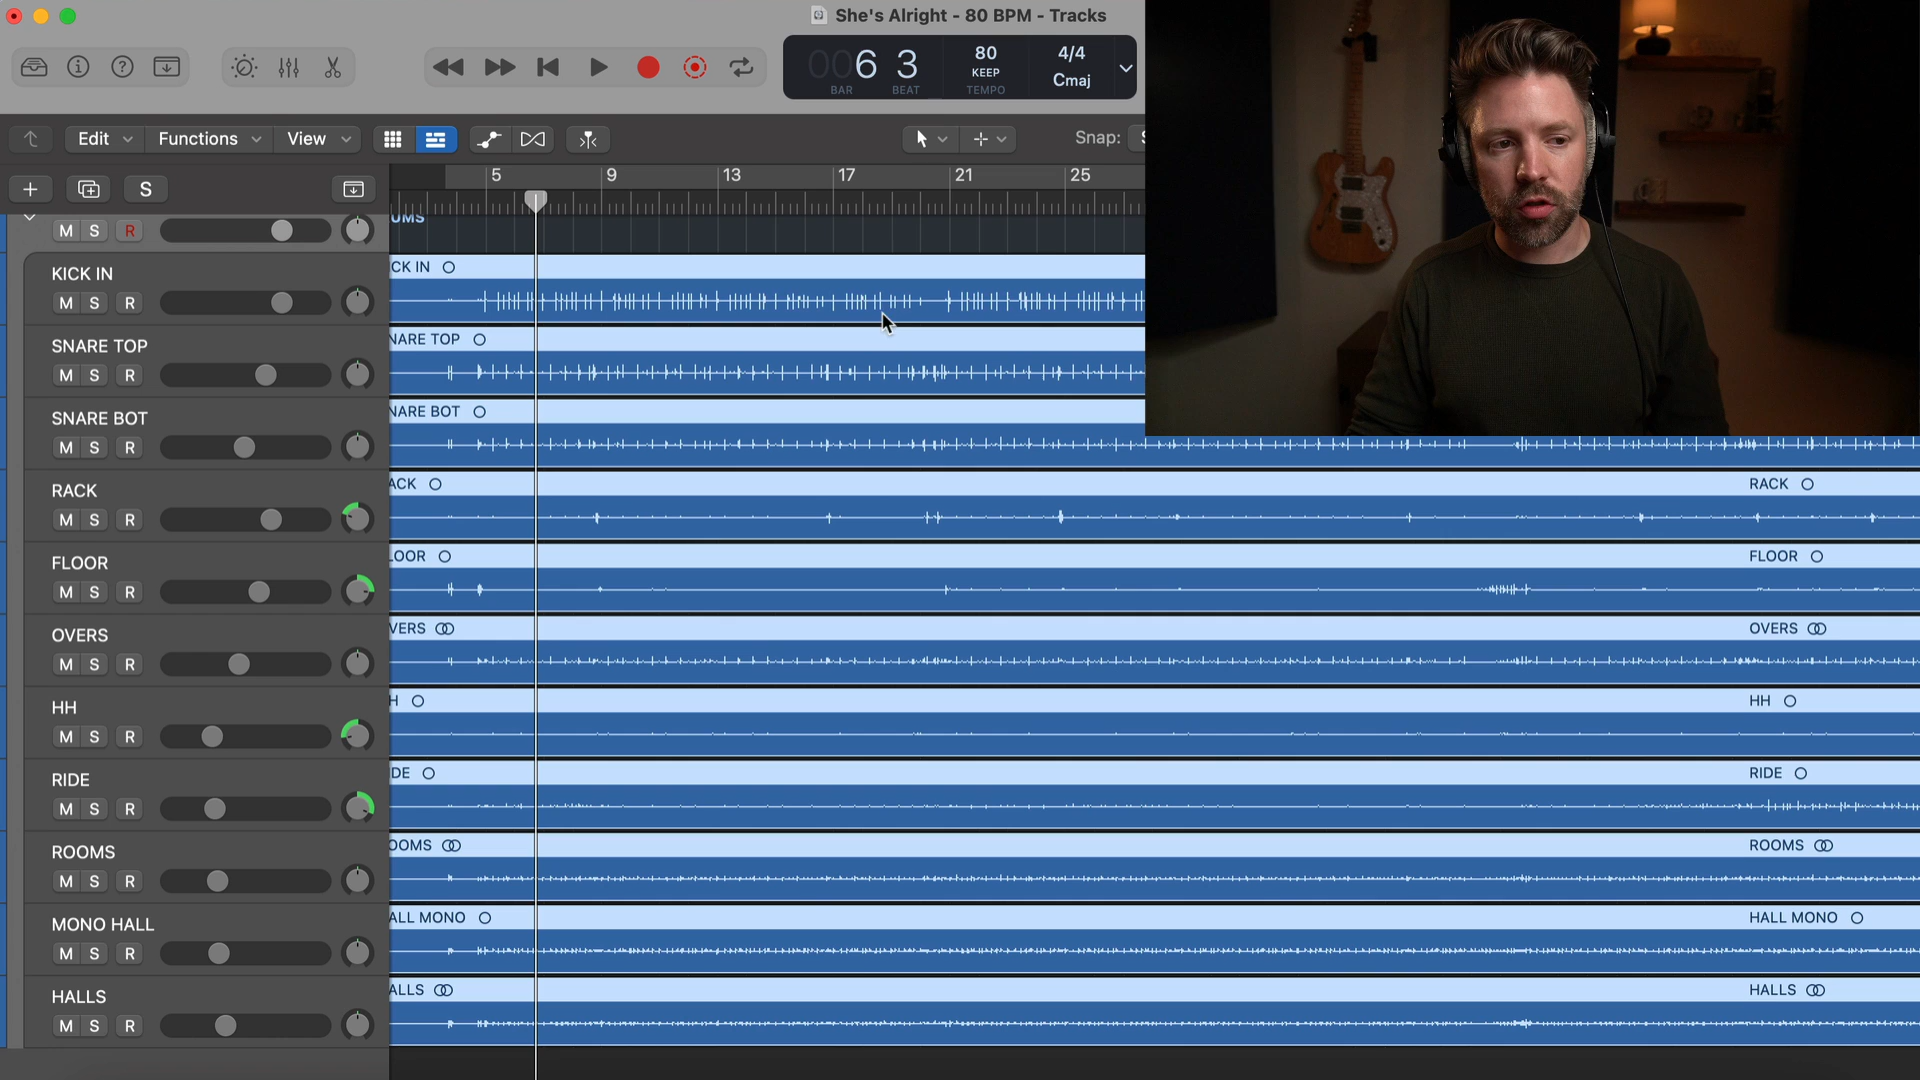 She's Alright - 80 BPM - Tracks
006 3
BAR BEAT
80
KEEP
TEMPO
4/4
Cmaj
Edit Functions View
Snap: S
S
5 9 13 17 21 25
M S R
UMS
KICK IN
M S R
CK IN
SNARE TOP
M S R
NARE TOP
SNARE BOT
M S R
NARE BOT
RACK
M S R
ACK
RACK
FLOOR
M S R
LOOR
FLOOR
OVERS
M S R
VERS
OVERS
HH
M S R
H
HH
RIDE
M S R
DE
RIDE
ROOMS
M S R
OOMS
ROOMS
MONO HALL
M S R
ALL MONO
HALL MONO
HALLS
M S R
ALLS
HALLS